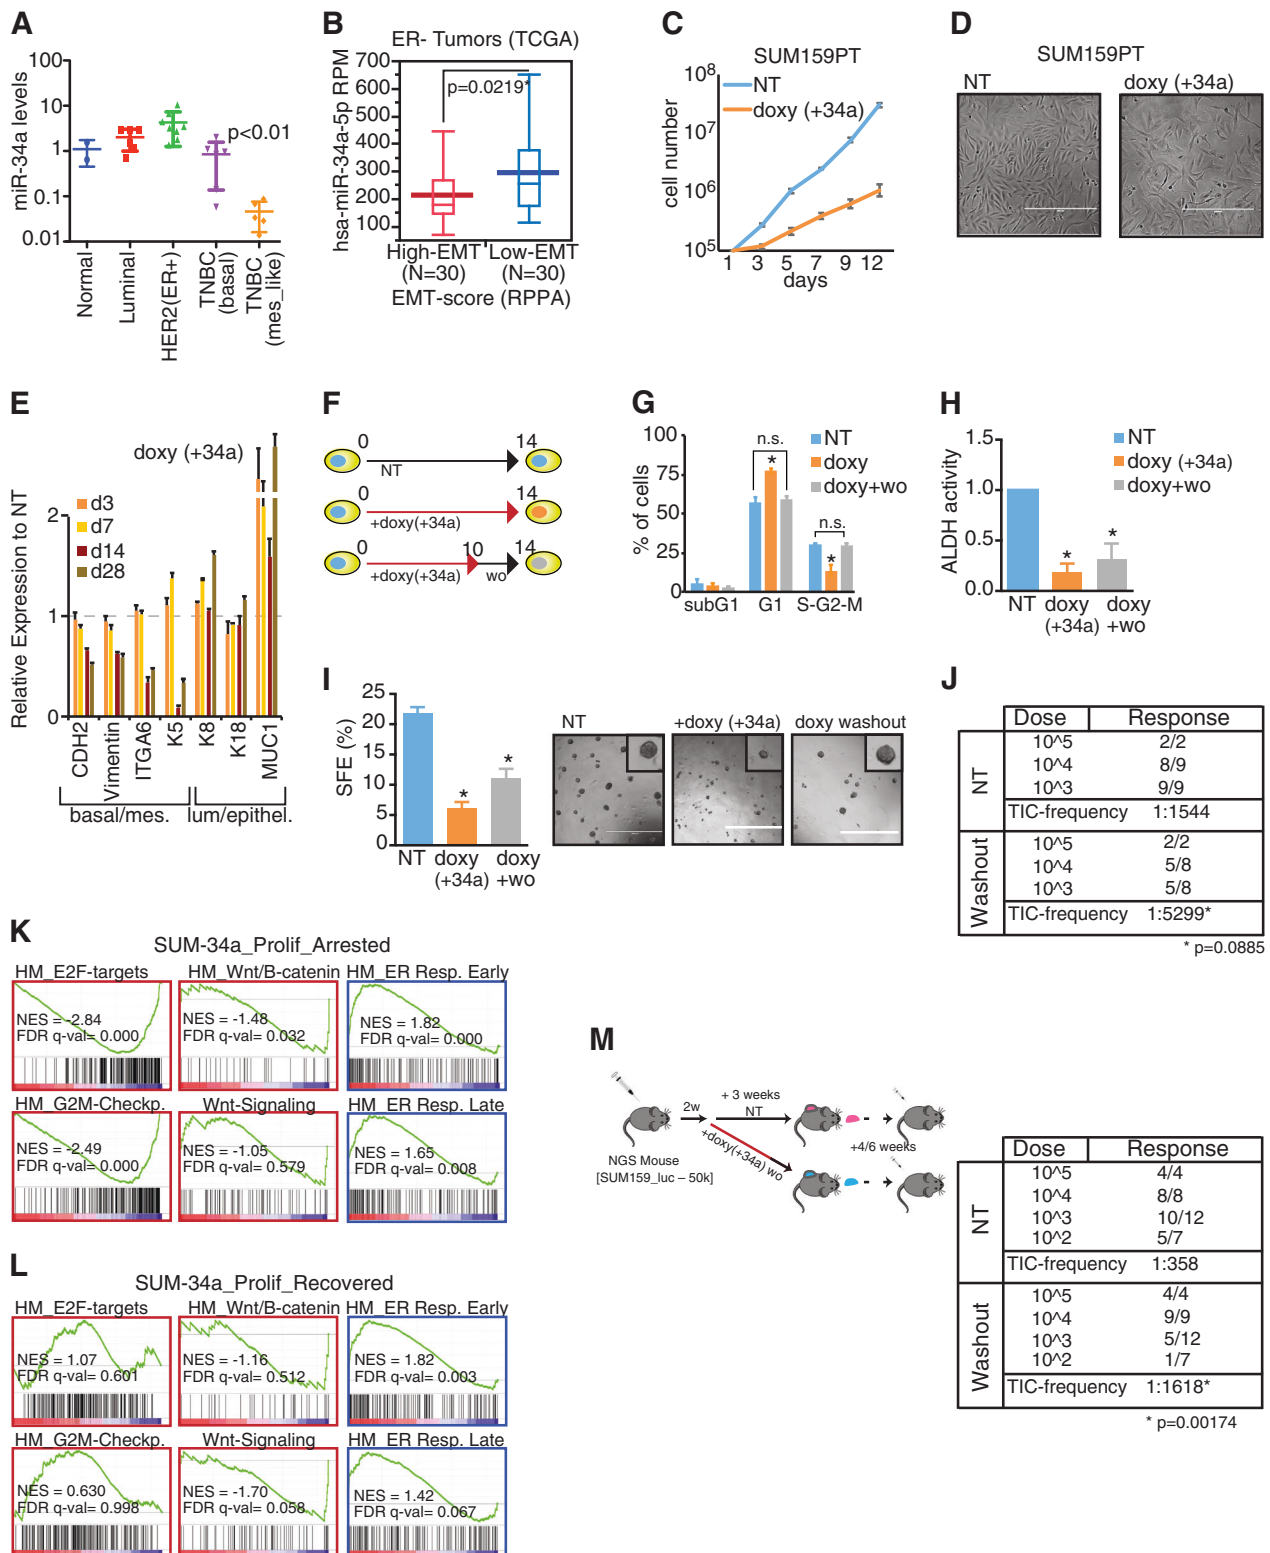 A
miR-34a levels
100
10
1
0.1
0.01
p<0.01
Normal
Luminal
HER2(ER+)
TNBC
(basal)
TNBC
(mes_like)
B
ER- Tumors (TCGA)
hsa-miR-34a-5p RPM
700
600
500
400
300
200
100
p=0.0219*
High-EMT
(N=30)
Low-EMT
(N=30)
EMT-score (RPPA)
C
SUM159PT
cell number
10^8
10^7
10^6
10^5
NT
doxy (+34a)
1 3 5 7 9 12
days
D
SUM159PT
NT
doxy (+34a)
E
Relative Expression to NT
doxy (+34a)
d3
d7
d14
d28
2
1
0
CDH2
Vimentin
ITGA6
K5
K8
K18
MUC1
basal/mes.
lum/epithel.
F
0 14
NT
0 14
+doxy(+34a)
0 10 14
+doxy(+34a) wo
G
% of cells
100
75
50
25
0
n.s.
*
n.s.
*
NT
doxy
doxy+wo
subG1 G1 S-G2-M
H
ALDH activity
1.5
1.0
0.5
0.0
NT
doxy (+34a)
doxy+wo
* *
NT
doxy
(+34a)
doxy
+wo
I
SFE (%)
25
20
15
10
5
0
* *
NT
doxy
(+34a)
doxy
+wo
NT
+doxy (+34a)
doxy washout
J
Dose Response
NT
10^5 2/2
10^4 8/9
10^3 9/9
TIC-frequency 1:1544
Washout
10^5 2/2
10^4 5/8
10^3 5/8
TIC-frequency 1:5299*
* p=0.0885
K
SUM-34a_Prolif_Arrested
HM_E2F-targets
NES = -2.84
FDR q-val= 0.000
HM_Wnt/B-catenin
NES = -1.48
FDR q-val= 0.032
HM_ER Resp. Early
NES = 1.82
FDR q-val= 0.000
HM_G2M-Checkp.
NES = -2.49
FDR q-val= 0.000
Wnt-Signaling
NES = -1.05
FDR q-val= 0.579
HM_ER Resp. Late
NES = 1.65
FDR q-val= 0.008
L
SUM-34a_Prolif_Recovered
HM_E2F-targets
NES = 1.07
FDR q-val= 0.601
HM_Wnt/B-catenin
NES = -1.16
FDR q-val= 0.512
HM_ER Resp. Early
NES = 1.82
FDR q-val= 0.003
HM_G2M-Checkp.
NES = 0.630
FDR q-val= 0.998
Wnt-Signaling
NES = -1.70
FDR q-val= 0.058
HM_ER Resp. Late
NES = 1.42
FDR q-val= 0.067
M
2w
+ 3 weeks
NT
+doxy(+34a) wo
+4/6 weeks
NGS Mouse
[SUM159_luc – 50k]
Dose Response
NT
10^5 4/4
10^4 8/8
10^3 10/12
10^2 5/7
TIC-frequency 1:358
Washout
10^5 4/4
10^4 9/9
10^3 5/12
10^2 1/7
TIC-frequency 1:1618*
* p=0.00174